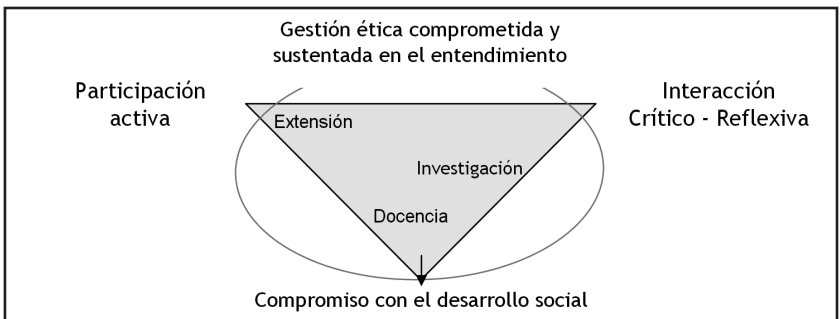 Gestión ética comprometida y
sustentada en el entendimiento
Participación
activa
Interacción
Crítico - Reflexiva
Extensión
Investigación
Docencia
Compromiso con el desarrollo social